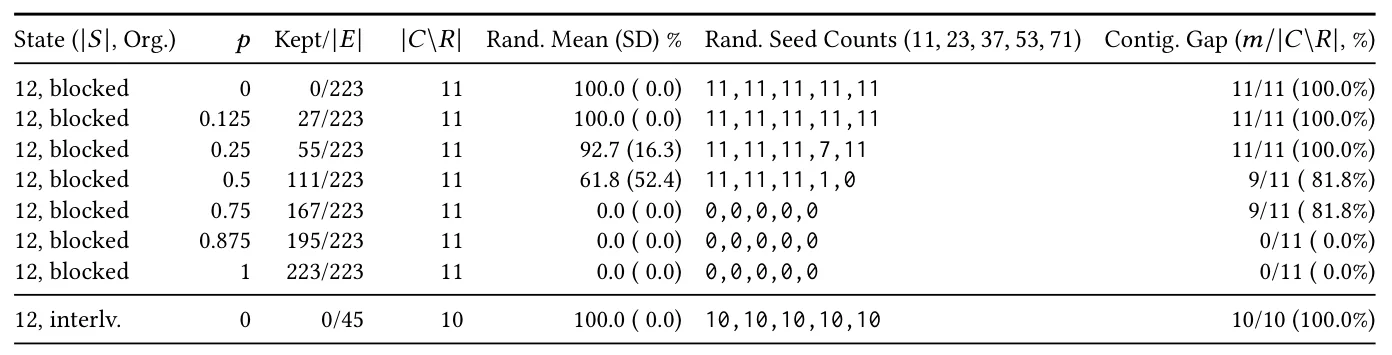 State (|S|, Org.) p Kept/|E| |C\R| Rand. Mean (SD) % Rand. Seed Counts (11, 23, 37, 53, 71) Contig. Gap (m/|C\R|, %)
12, blocked 0 0/223 11 100.0 ( 0.0) 11,11,11,11,11 11/11 (100.0%)
12, blocked 0.125 27/223 11 100.0 ( 0.0) 11,11,11,11,11 11/11 (100.0%)
12, blocked 0.25 55/223 11 92.7 (16.3) 11,11,11,7,11 11/11 (100.0%)
12, blocked 0.5 111/223 11 61.8 (52.4) 11,11,11,1,0 9/11 ( 81.8%)
12, blocked 0.75 167/223 11 0.0 ( 0.0) 0,0,0,0,0 9/11 ( 81.8%)
12, blocked 0.875 195/223 11 0.0 ( 0.0) 0,0,0,0,0 0/11 ( 0.0%)
12, blocked 1 223/223 11 0.0 ( 0.0) 0,0,0,0,0 0/11 ( 0.0%)
12, interlv. 0 0/45 10 100.0 ( 0.0) 10,10,10,10,10 10/10 (100.0%)